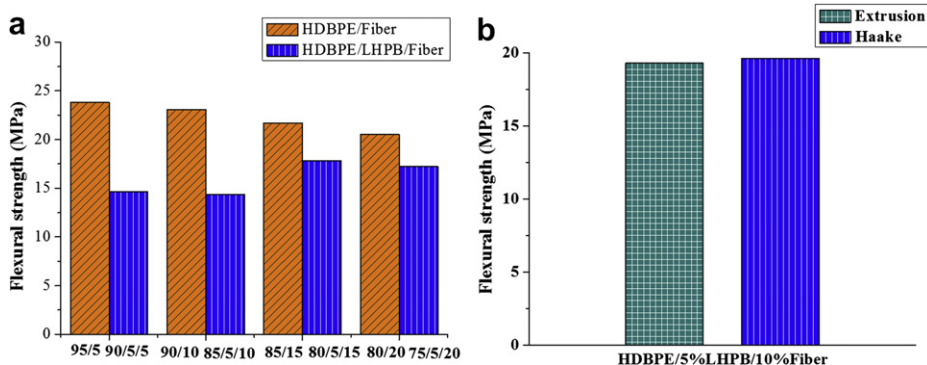 a
HDBPE/Fiber
HDBPE/LHPB/Fiber
Flexural strength (MPa)
30
25
20
15
10
5
0
95/5 90/5/5 90/10 85/5/10 85/15 80/5/15 80/20 75/5/20
b
Extrusion
Haake
Flexural strength (MPa)
20
15
10
5
0
HDBPE/5%LHPB/10%Fiber